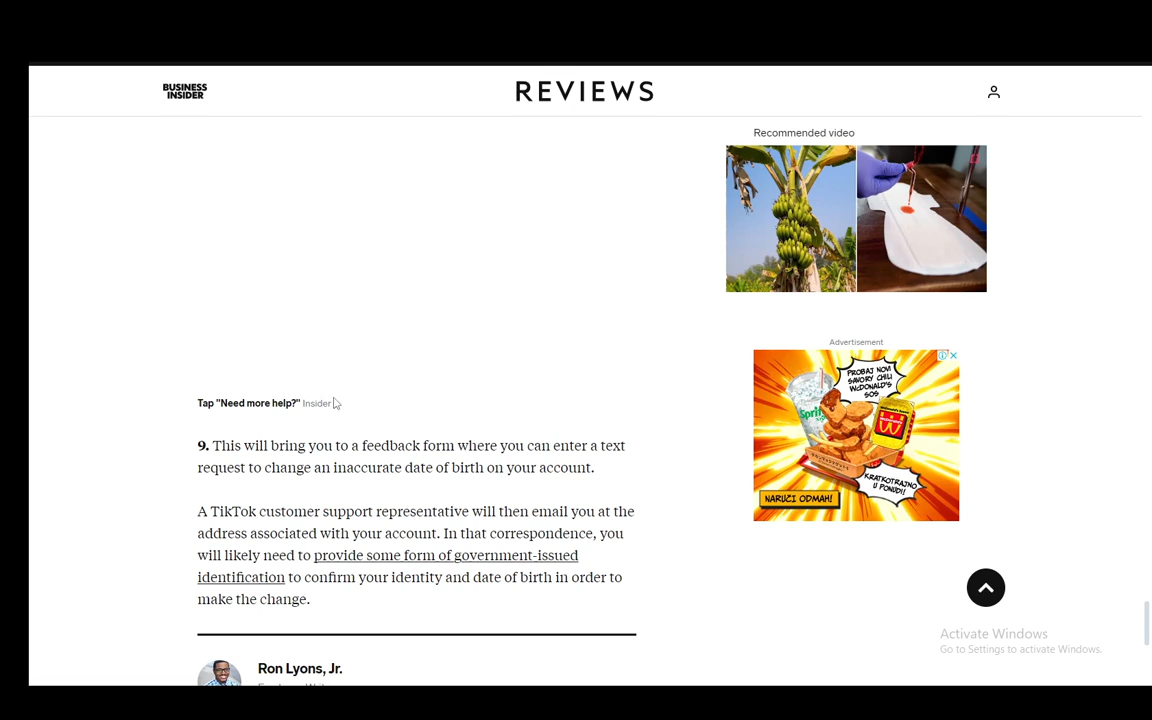 BUSINESS
INSIDER
REVIEWS
Recommended video
Advertisement
PROBAJ NOVI
SAVORY CHILI
McDONALD'S
SOS
Sprite
KRATKOTRAJNO
U PONUDI!
NARUČI ODMAH!
Tap "Need more help?" Insider
9. This will bring you to a feedback form where you can enter a text
request to change an inaccurate date of birth on your account.
A TikTok customer support representative will then email you at the
address associated with your account. In that correspondence, you
will likely need to provide some form of government-issued
identification to confirm your identity and date of birth in order to
make the change.
Ron Lyons, Jr.
Activate Windows
Go to Settings to activate Windows.